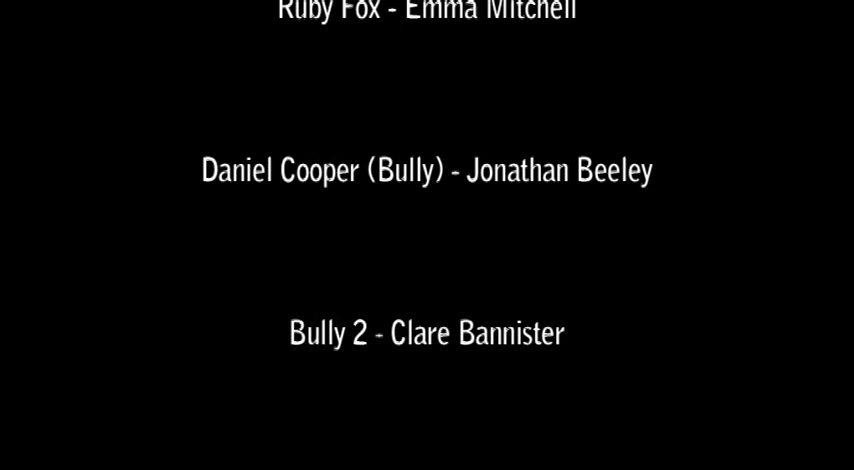 Ruby Fox - Emma Mitchell
Daniel Cooper (Bully) - Jonathan Beeley
Bully 2 - Clare Bannister